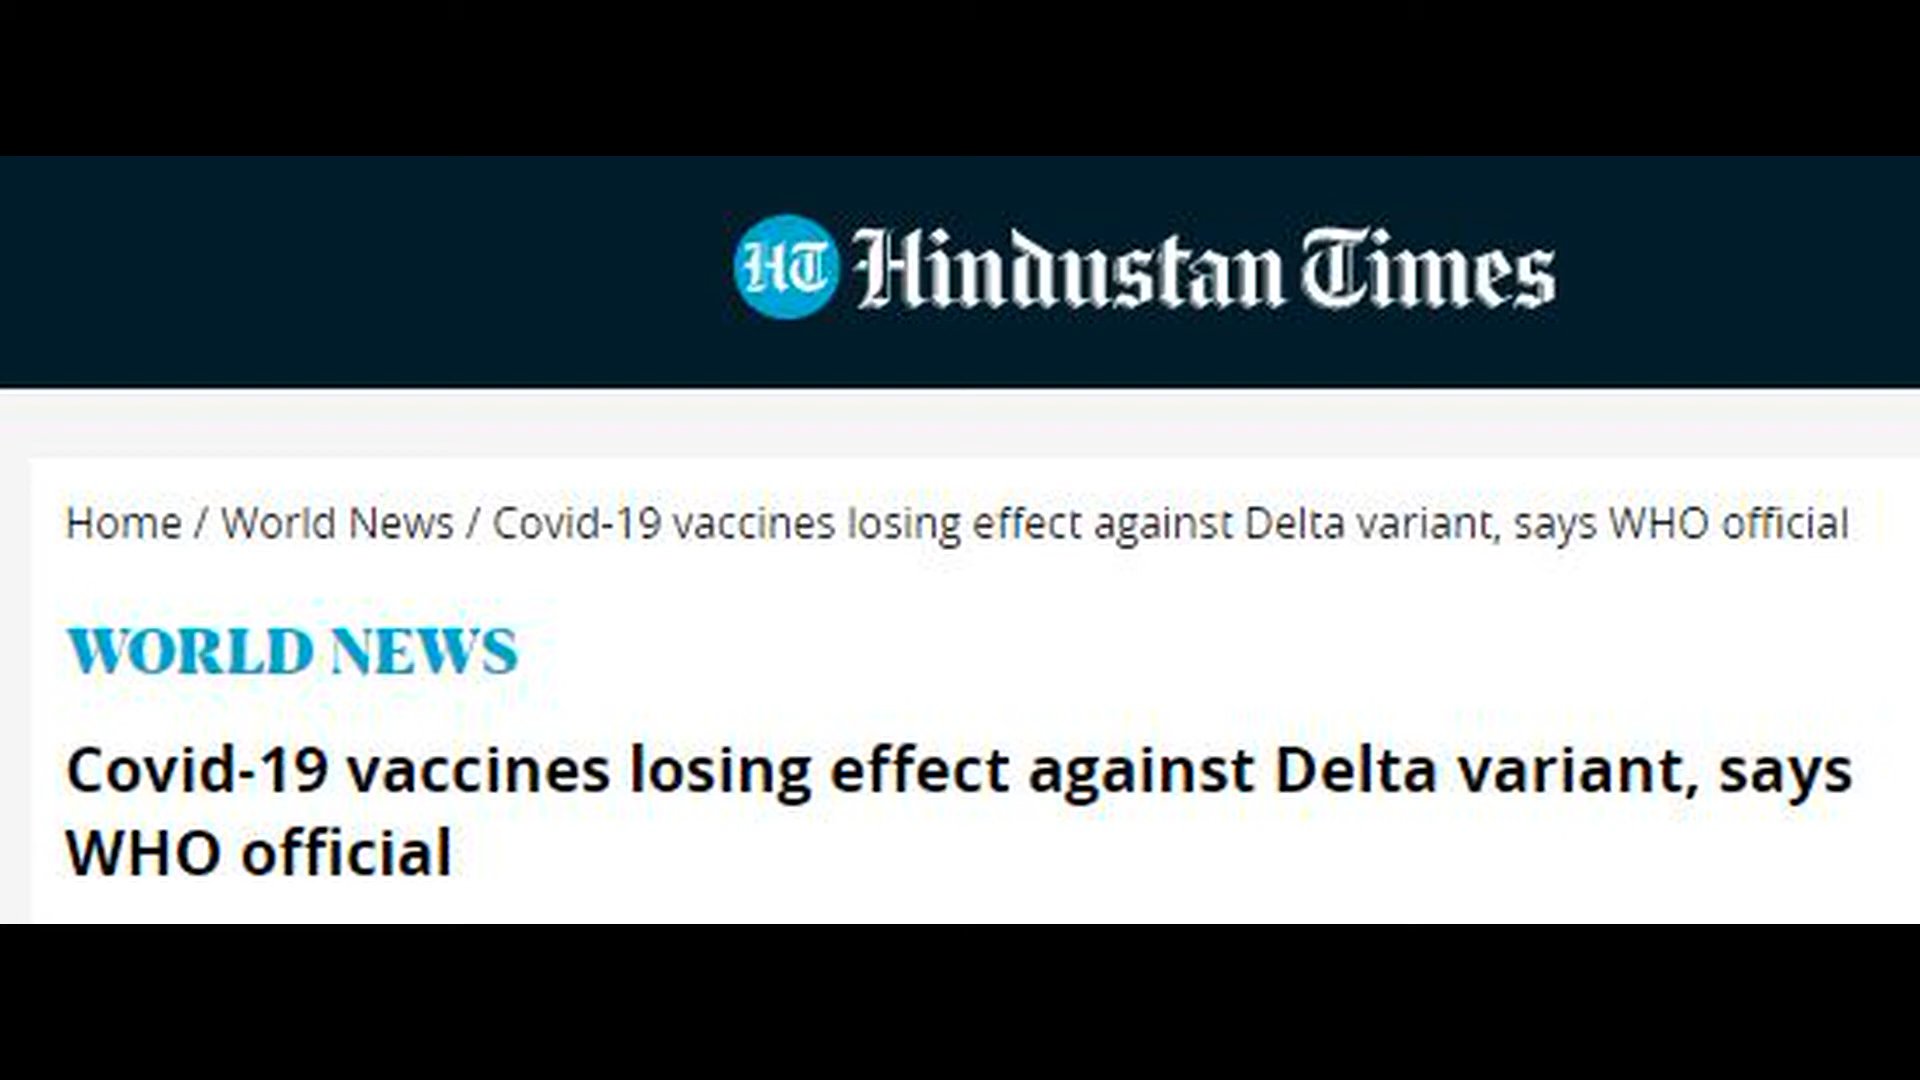 HT Hindustan Times
Home / World News / Covid-19 vaccines losing effect against Delta variant, says WHO official
WORLD NEWS
Covid-19 vaccines losing effect against Delta variant, says
WHO official